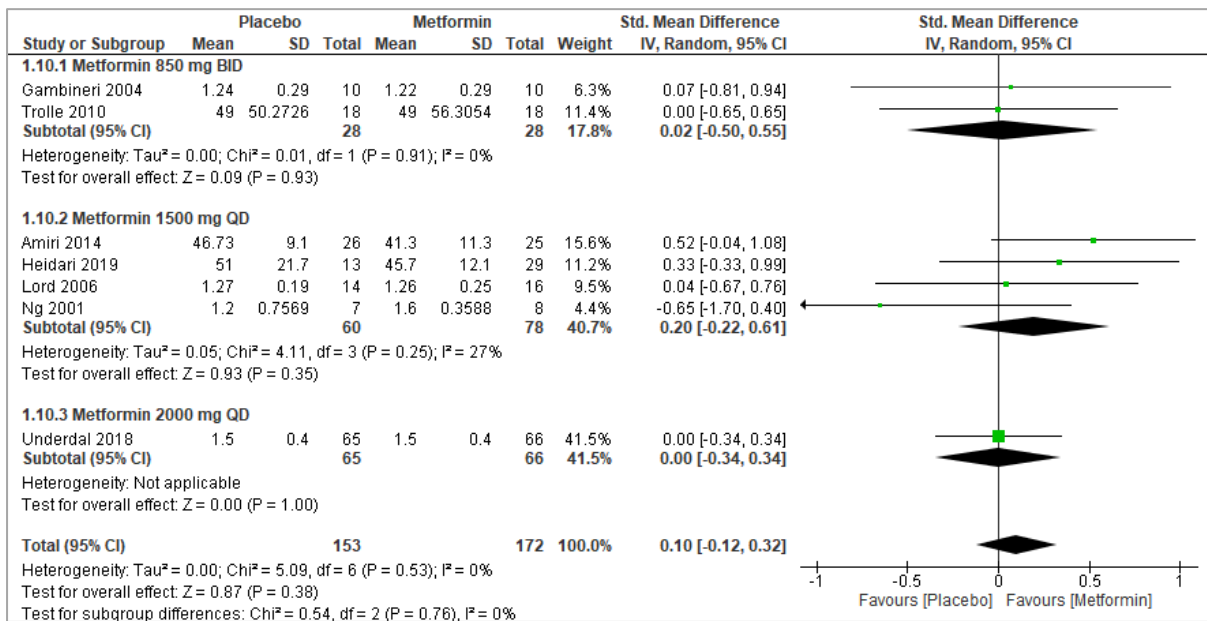 Placebo Metformin Std. Mean Difference Std. Mean Difference
Study or Subgroup Mean SD Total Mean SD Total Weight IV, Random, 95% CI IV, Random, 95% CI
1.10.1 Metformin 850 mg BID
Gambineri 2004 1.24 0.29 10 1.22 0.29 10 6.3% 0.07 [-0.81, 0.94]
Trolle 2010 49 50.2726 18 49 56.3054 18 11.4% 0.00 [-0.65, 0.65]
Subtotal (95% CI) 28 28 17.8% 0.02 [-0.50, 0.55]
Heterogeneity: Tau² = 0.00; Chi² = 0.01, df = 1 (P = 0.91); I² = 0%
Test for overall effect: Z = 0.09 (P = 0.93)
1.10.2 Metformin 1500 mg QD
Amiri 2014 46.73 9.1 26 41.3 11.3 25 15.6% 0.52 [-0.04, 1.08]
Heidari 2019 51 21.7 13 45.7 12.1 29 11.2% 0.33 [-0.33, 0.99]
Lord 2006 1.27 0.19 14 1.26 0.25 16 9.5% 0.04 [-0.67, 0.76]
Ng 2001 1.2 0.7569 7 1.6 0.3588 8 4.4% -0.65 [-1.70, 0.40]
Subtotal (95% CI) 60 78 40.7% 0.20 [-0.22, 0.61]
Heterogeneity: Tau² = 0.05; Chi² = 4.11, df = 3 (P = 0.25); I² = 27%
Test for overall effect: Z = 0.93 (P = 0.35)
1.10.3 Metformin 2000 mg QD
Underdal 2018 1.5 0.4 65 1.5 0.4 66 41.5% 0.00 [-0.34, 0.34]
Subtotal (95% CI) 65 66 41.5% 0.00 [-0.34, 0.34]
Heterogeneity: Not applicable
Test for overall effect: Z = 0.00 (P = 1.00)
Total (95% CI) 153 172 100.0% 0.10 [-0.12, 0.32]
Heterogeneity: Tau² = 0.00; Chi² = 5.09, df = 6 (P = 0.53); I² = 0%
Test for overall effect: Z = 0.87 (P = 0.38)
Test for subgroup differences: Chi² = 0.54, df = 2 (P = 0.76), I² = 0%
-1 -0.5 0 0.5 1
Favours [Placebo] Favours [Metformin]